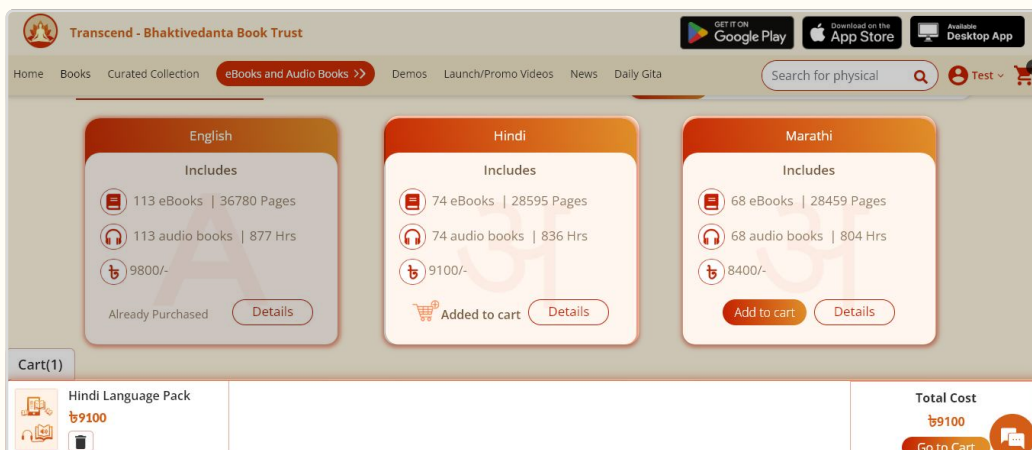 Transcend - Bhaktivedanta Book Trust
GET IT ON
Google Play
Download on the
App Store
Available
Desktop App
Home Books Curated Collection eBooks and Audio Books >> Demos Launch/Promo Videos News Daily Gita
Search for physical
Test
English
Includes
113 eBooks | 36780 Pages
113 audio books | 877 Hrs
৳ 9800/-
Already Purchased Details
A
Hindi
Includes
74 eBooks | 28595 Pages
74 audio books | 836 Hrs
৳ 9100/-
Added to cart Details
अ
Marathi
Includes
68 eBooks | 28459 Pages
68 audio books | 804 Hrs
৳ 8400/-
Add to cart Details
अ
Cart(1)
Hindi Language Pack
৳9100
Total Cost
৳9100
Go to Cart